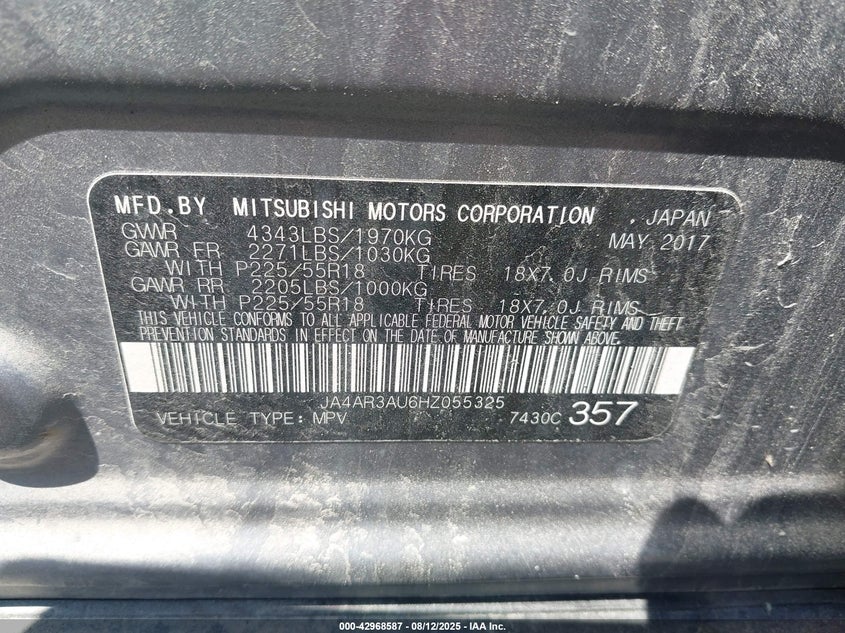 MFD.BY MITSUBISHI MOTORS CORPORATION . JAPAN
GVWR 4343LBS/1970KG MAY 2017
GAWR FR 2271LBS/1030KG
WITH P225/55R18 TIRES 18X7.0J RIMS
GAWR RR 2205LBS/1000KG
WITH P225/55R18 TIRES 18X7.0J RIMS
THIS VEHICLE CONFORMS TO ALL APPLICABLE FEDERAL MOTOR VEHICLE SAFETY AND THEFT
PREVENTION STANDARDS IN EFFECT ON THE DATE OF MANUFACTURE SHOWN ABOVE.
JA4AR3AU6HZ055325
VEHICLE TYPE: MPV 7430C 357
000-42968587 - 08/12/2025 - IAA Inc.